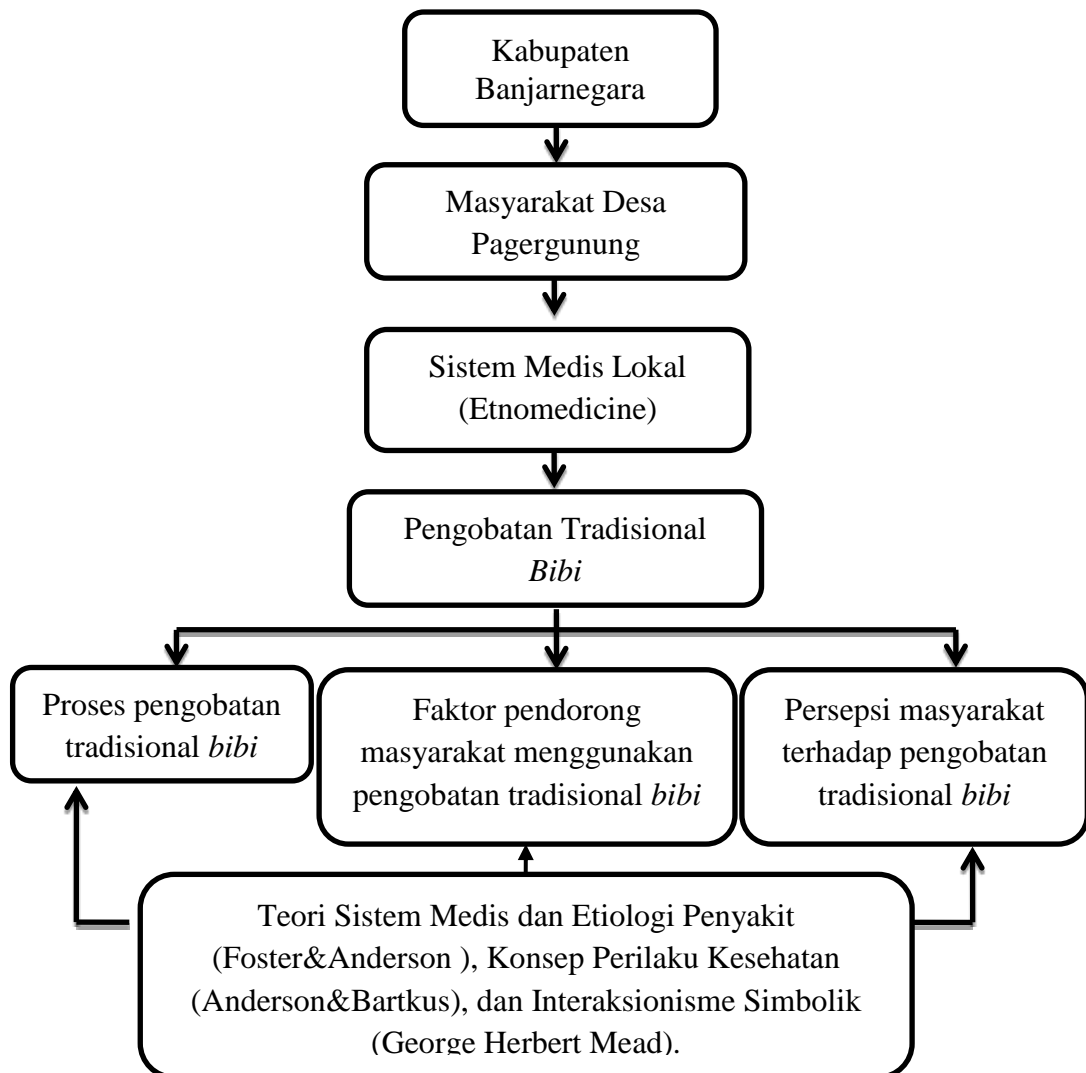 Kabupaten
Banjarnegara
Masyarakat Desa
Pagergunung
Sistem Medis Lokal
(Etnomedicine)
Pengobatan Tradisional
Bibi
Proses pengobatan
tradisional bibi
Faktor pendorong
masyarakat menggunakan
pengobatan tradisional bibi
Persepsi masyarakat
terhadap pengobatan
tradisional bibi
Teori Sistem Medis dan Etiologi Penyakit
(Foster&Anderson ), Konsep Perilaku Kesehatan
(Anderson&Bartkus), dan Interaksionisme Simbolik
(George Herbert Mead).